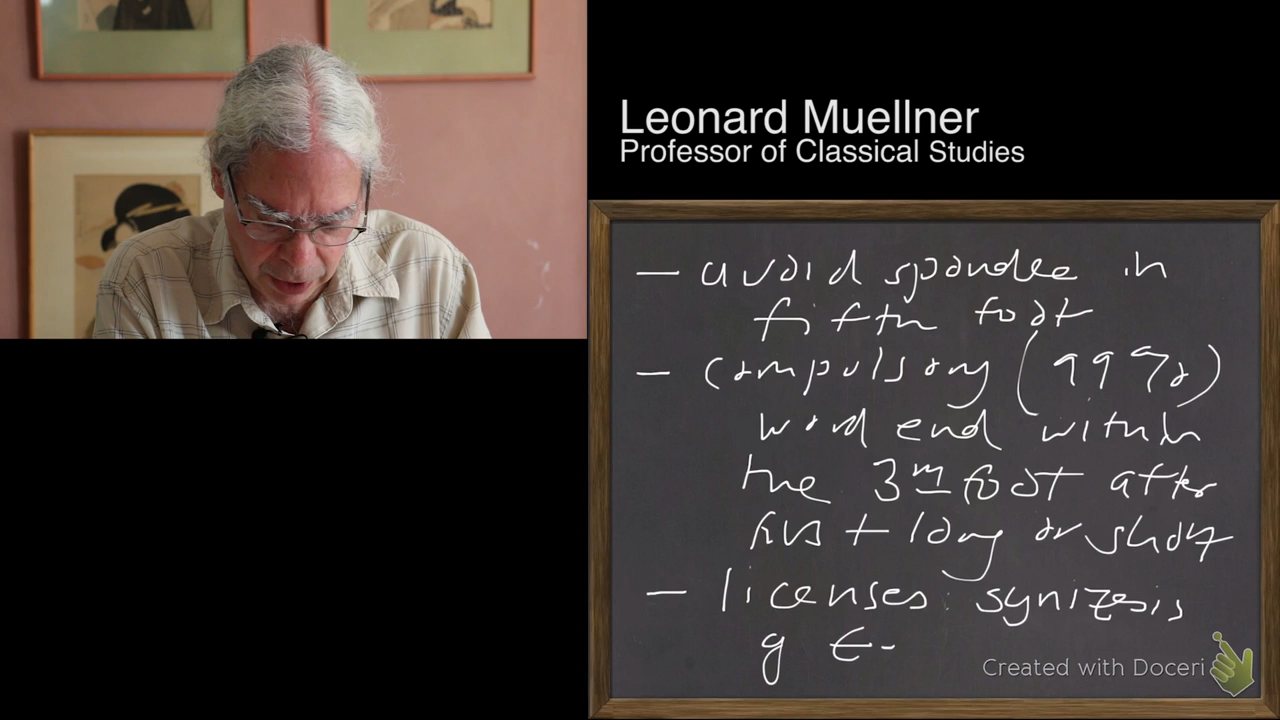 Leonard Muellner
Professor of Classical Studies
— avoid spondee in
fifth foot
— compulsory (99%)
word end within
the 3rd foot after
first long or short
— licenses: synizesis
Created with Doceri